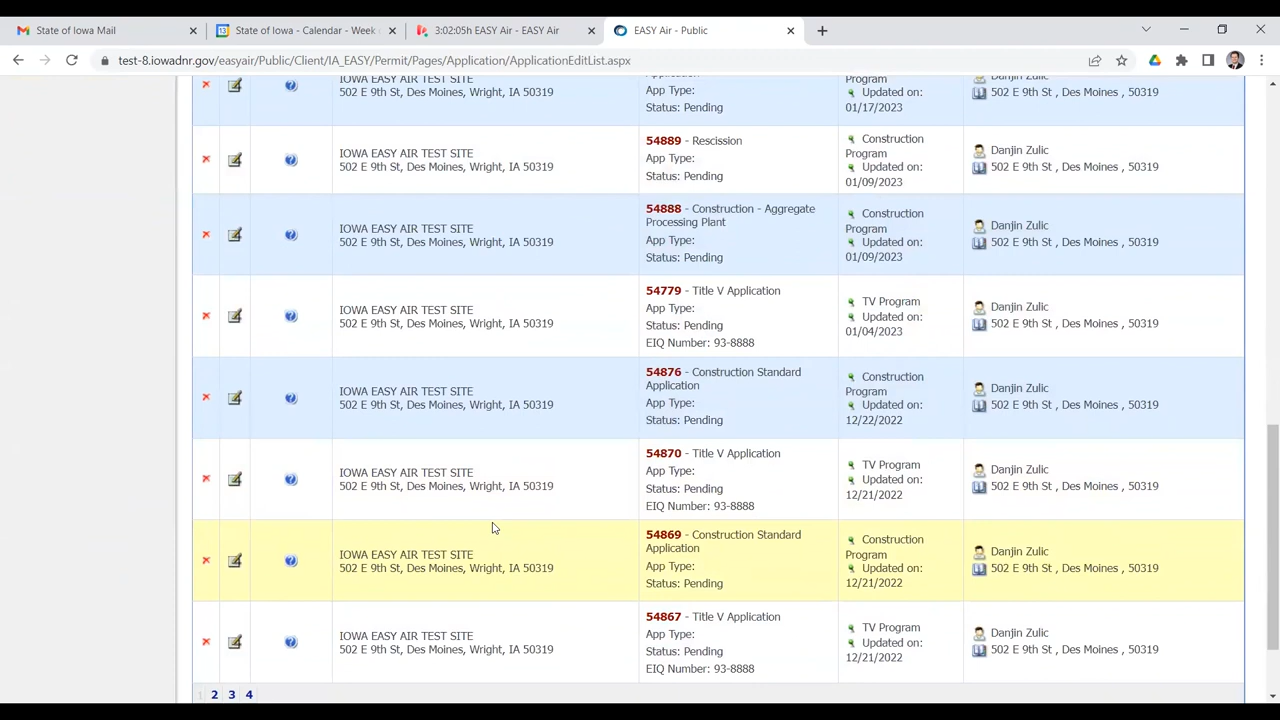 State of Iowa Mail
State of Iowa - Calendar - Week
3:02:05h EASY Air - EASY Air
EASY Air - Public
test-8.iowadnr.gov/easyair/Public/Client/IA_EASY/Permit/Pages/Application/ApplicationEditList.aspx
IOWA EASY AIR TEST SITE
502 E 9th St, Des Moines, Wright, IA 50319
Application
App Type:
Status: Pending
Construction
Program
Updated on:
01/17/2023
Danjin Zulic
502 E 9th St , Des Moines , 50319
IOWA EASY AIR TEST SITE
502 E 9th St, Des Moines, Wright, IA 50319
54889 - Rescission
App Type:
Status: Pending
Construction
Program
Updated on:
01/09/2023
Danjin Zulic
502 E 9th St , Des Moines , 50319
IOWA EASY AIR TEST SITE
502 E 9th St, Des Moines, Wright, IA 50319
54888 - Construction - Aggregate
Processing Plant
App Type:
Status: Pending
Construction
Program
Updated on:
01/09/2023
Danjin Zulic
502 E 9th St , Des Moines , 50319
IOWA EASY AIR TEST SITE
502 E 9th St, Des Moines, Wright, IA 50319
54779 - Title V Application
App Type:
Status: Pending
EIQ Number: 93-8888
TV Program
Updated on:
01/04/2023
Danjin Zulic
502 E 9th St , Des Moines , 50319
IOWA EASY AIR TEST SITE
502 E 9th St, Des Moines, Wright, IA 50319
54876 - Construction Standard
Application
App Type:
Status: Pending
Construction
Program
Updated on:
12/22/2022
Danjin Zulic
502 E 9th St , Des Moines , 50319
IOWA EASY AIR TEST SITE
502 E 9th St, Des Moines, Wright, IA 50319
54870 - Title V Application
App Type:
Status: Pending
EIQ Number: 93-8888
TV Program
Updated on:
12/21/2022
Danjin Zulic
502 E 9th St , Des Moines , 50319
IOWA EASY AIR TEST SITE
502 E 9th St, Des Moines, Wright, IA 50319
54869 - Construction Standard
Application
App Type:
Status: Pending
Construction
Program
Updated on:
12/21/2022
Danjin Zulic
502 E 9th St , Des Moines , 50319
IOWA EASY AIR TEST SITE
502 E 9th St, Des Moines, Wright, IA 50319
54867 - Title V Application
App Type:
Status: Pending
EIQ Number: 93-8888
TV Program
Updated on:
12/21/2022
Danjin Zulic
502 E 9th St , Des Moines , 50319
1 2 3 4